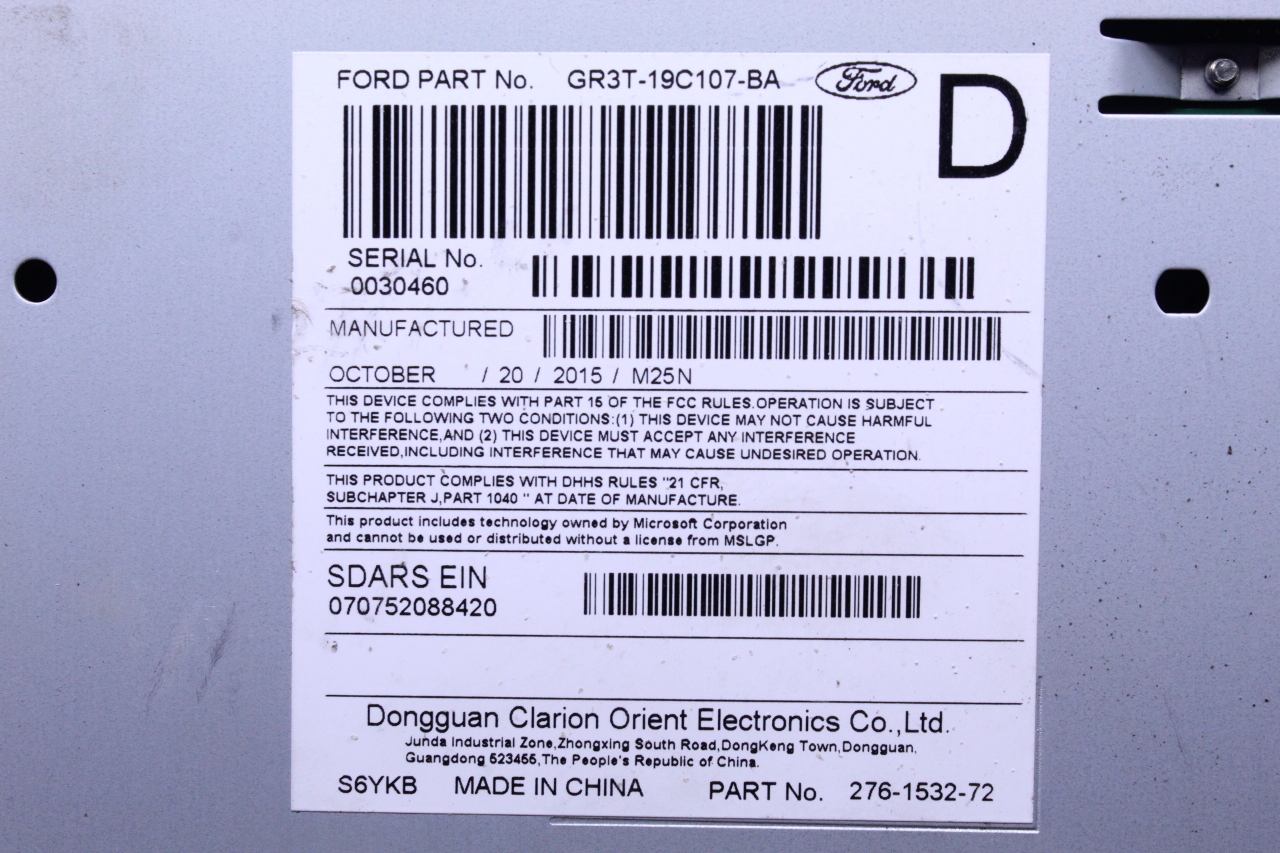 FORD PART No. GR3T-19C107-BA Ford D
SERIAL No.
0030460
MANUFACTURED
OCTOBER / 20 / 2015 / M25N
THIS DEVICE COMPLIES WITH PART 15 OF THE FCC RULES.OPERATION IS SUBJECT
TO THE FOLLOWING TWO CONDITIONS:(1) THIS DEVICE MAY NOT CAUSE HARMFUL
INTERFERENCE,AND (2) THIS DEVICE MUST ACCEPT ANY INTERFERENCE
RECEIVED,INCLUDING INTERFERENCE THAT MAY CAUSE UNDESIRED OPERATION.
THIS PRODUCT COMPLIES WITH DHHS RULES "21 CFR,
SUBCHAPTER J,PART 1040 " AT DATE OF MANUFACTURE.
This product includes technology owned by Microsoft Corporation
and cannot be used or distributed without a license from MSLGP.
SDARS EIN
070752088420
Dongguan Clarion Orient Electronics Co.,Ltd.
Junda Industrial Zone,Zhongxing South Road,DongKeng Town,Dongguan,
Guangdong 523455,The People's Republic of China.
S6YKB MADE IN CHINA PART No. 276-1532-72